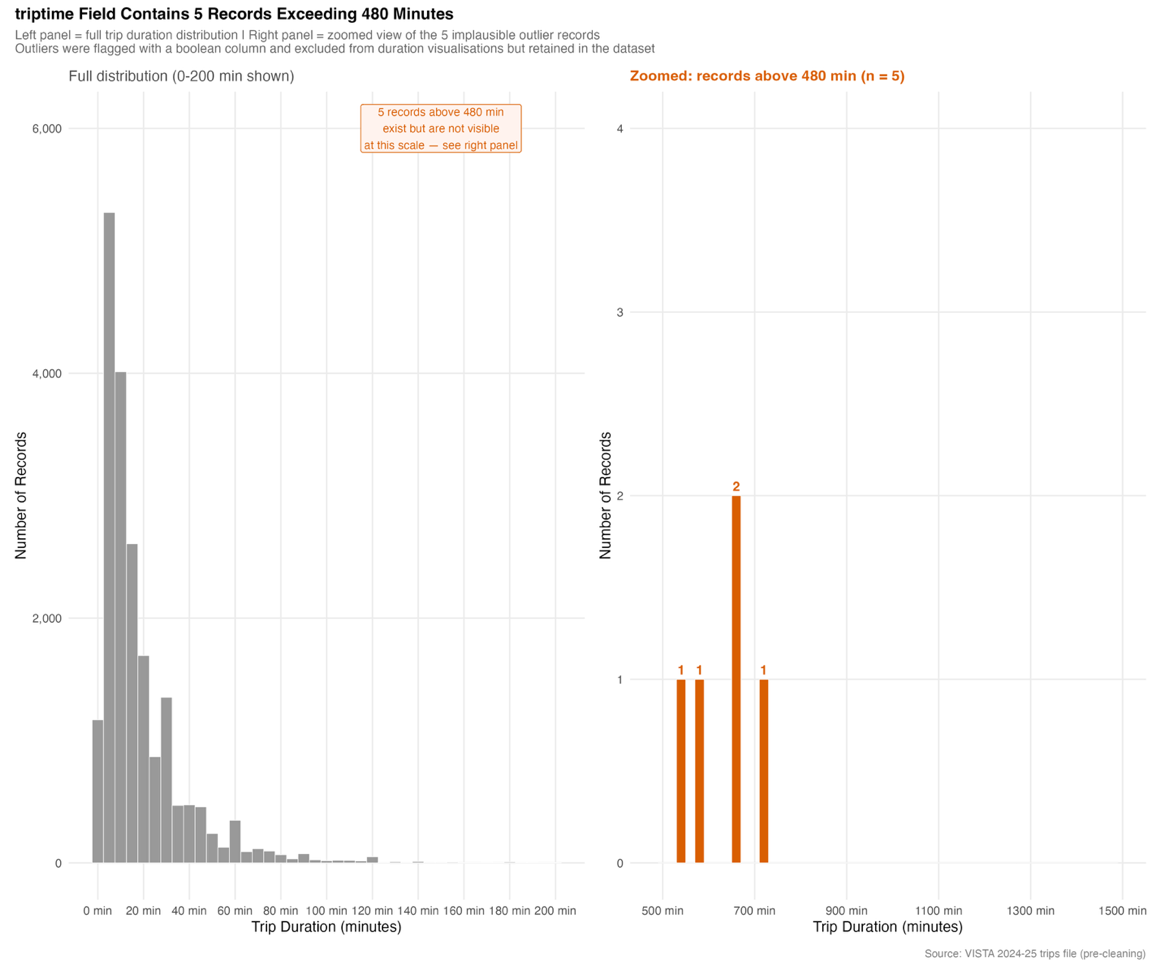 triptime Field Contains 5 Records Exceeding 480 Minutes
Left panel = full trip duration distribution | Right panel = zoomed view of the 5 implausible outlier records
Outliers were flagged with a boolean column and excluded from duration visualisations but retained in the dataset
Full distribution (0-200 min shown)
5 records above 480 min
exist but are not visible
at this scale — see right panel
6,000
4,000
2,000
0
Number of Records
0 min 20 min 40 min 60 min 80 min 100 min 120 min 140 min 160 min 180 min 200 min
Trip Duration (minutes)
Zoomed: records above 480 min (n = 5)
4
3
2
1
0
Number of Records
1 1 2 1
500 min 700 min 900 min 1100 min 1300 min 1500 min
Trip Duration (minutes)
Source: VISTA 2024-25 trips file (pre-cleaning)